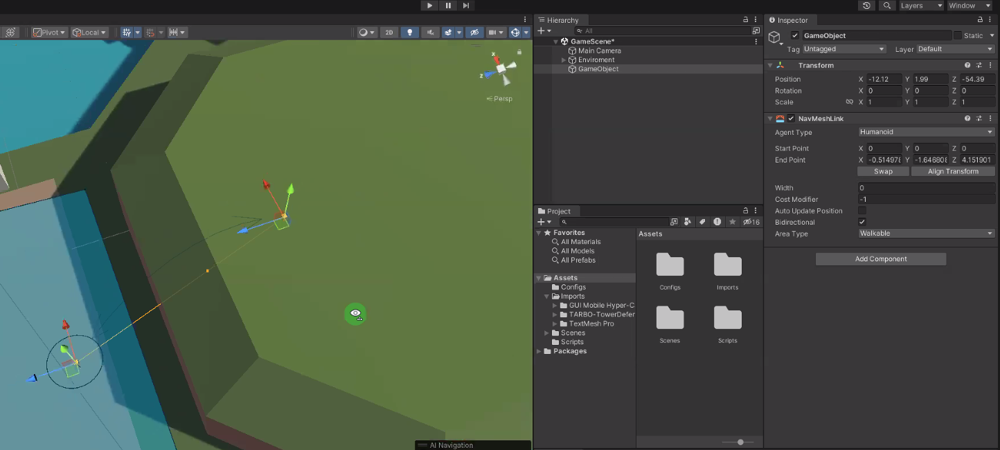 Layers
Window
Pivot
Local
2D
x
z
Persp
AI Navigation
Hierarchy
All
GameScene*
Main Camera
Enviroment
GameObject
Project
16
Favorites
All Materials
All Models
All Prefabs
Assets
Configs
Imports
GUI Mobile Hyper-C
TARBO-TowerDefer
TextMesh Pro
Scenes
Scripts
Packages
Assets
Configs
Imports
Scenes
Scripts
Inspector
GameObject
Static
Tag Untagged Layer Default
Transform
Position X -12.12 Y 1.99 Z -54.39
Rotation X 0 Y 0 Z 0
Scale X 1 Y 1 Z 1
NavMeshLink
Agent Type Humanoid
Start Point X 0 Y 0 Z 0
End Point X -0.514978 Y -1.646808 Z 4.151901
Swap Align Transform
Width 0
Cost Modifier -1
Auto Update Position
Bidirectional
Area Type Walkable
Add Component